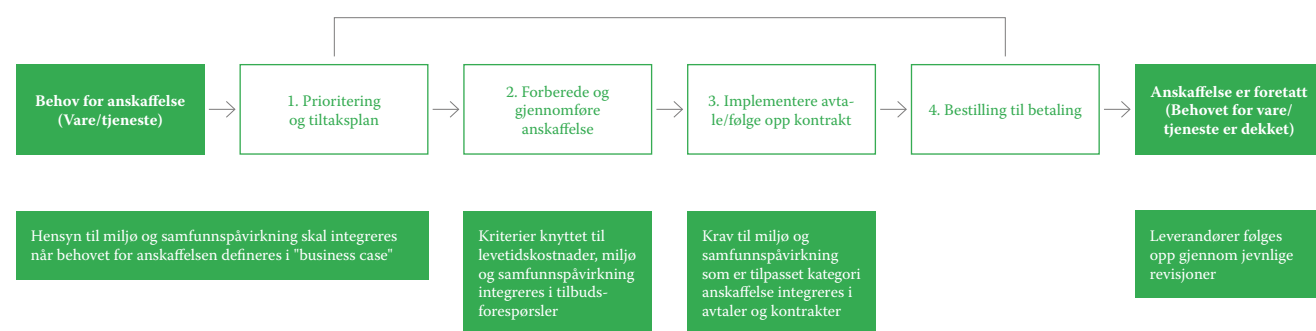 Behov for anskaffelse
(Vare/tjeneste)
1. Prioritering
og tiltaksplan
2. Forberede og
gjennomføre
anskaffelse
3. Implementere avta-
le/følge opp kontrakt
4. Bestilling til betaling
Anskaffelse er foretatt
(Behovet for vare/
tjeneste er dekket)
Hensyn til miljø og samfunnspåvirkning skal integreres
når behovet for anskaffelsen defineres i "business case"
Kriterier knyttet til
levetidskostnader, miljø
og samfunnspåvirkning
integreres i tilbuds-
forespørsler
Krav til miljø og
samfunnspåvirkning
som er tilpasset kategori
anskaffelse integreres i
avtaler og kontrakter
Leverandører følges
opp gjennom jevnlige
revisjoner